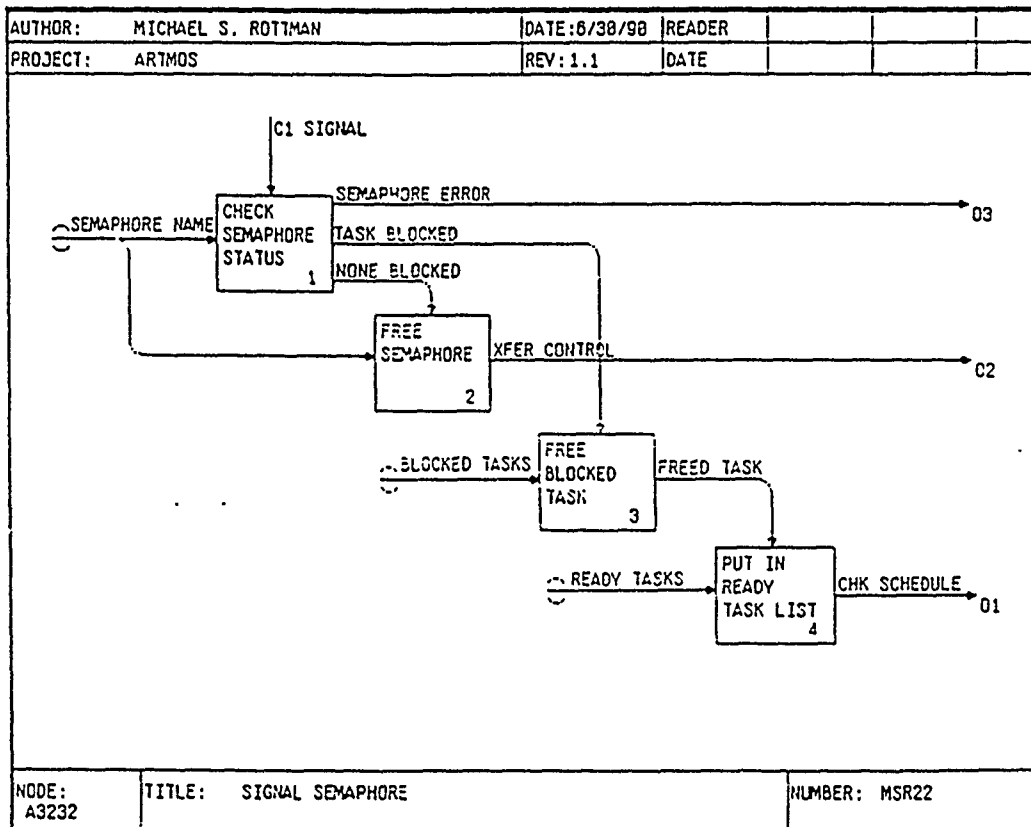 AUTHOR: MICHAEL S. ROTTMAN DATE:6/30/90 READER
PROJECT: ARTMOS REV:1.1 DATE
C1 SIGNAL
SEMAPHORE NAME
CHECK
SEMAPHORE
STATUS
1
SEMAPHORE ERROR
O3
TASK BLOCKED
NONE BLOCKED
FREE
SEMAPHORE
2
XFER CONTROL
O2
BLOCKED TASKS
FREE
BLOCKED
TASK
3
FREED TASK
READY TASKS
PUT IN
READY
TASK LIST
4
CHK SCHEDULE
O1
NODE:
A3232
TITLE: SIGNAL SEMAPHORE
NUMBER: MSR22